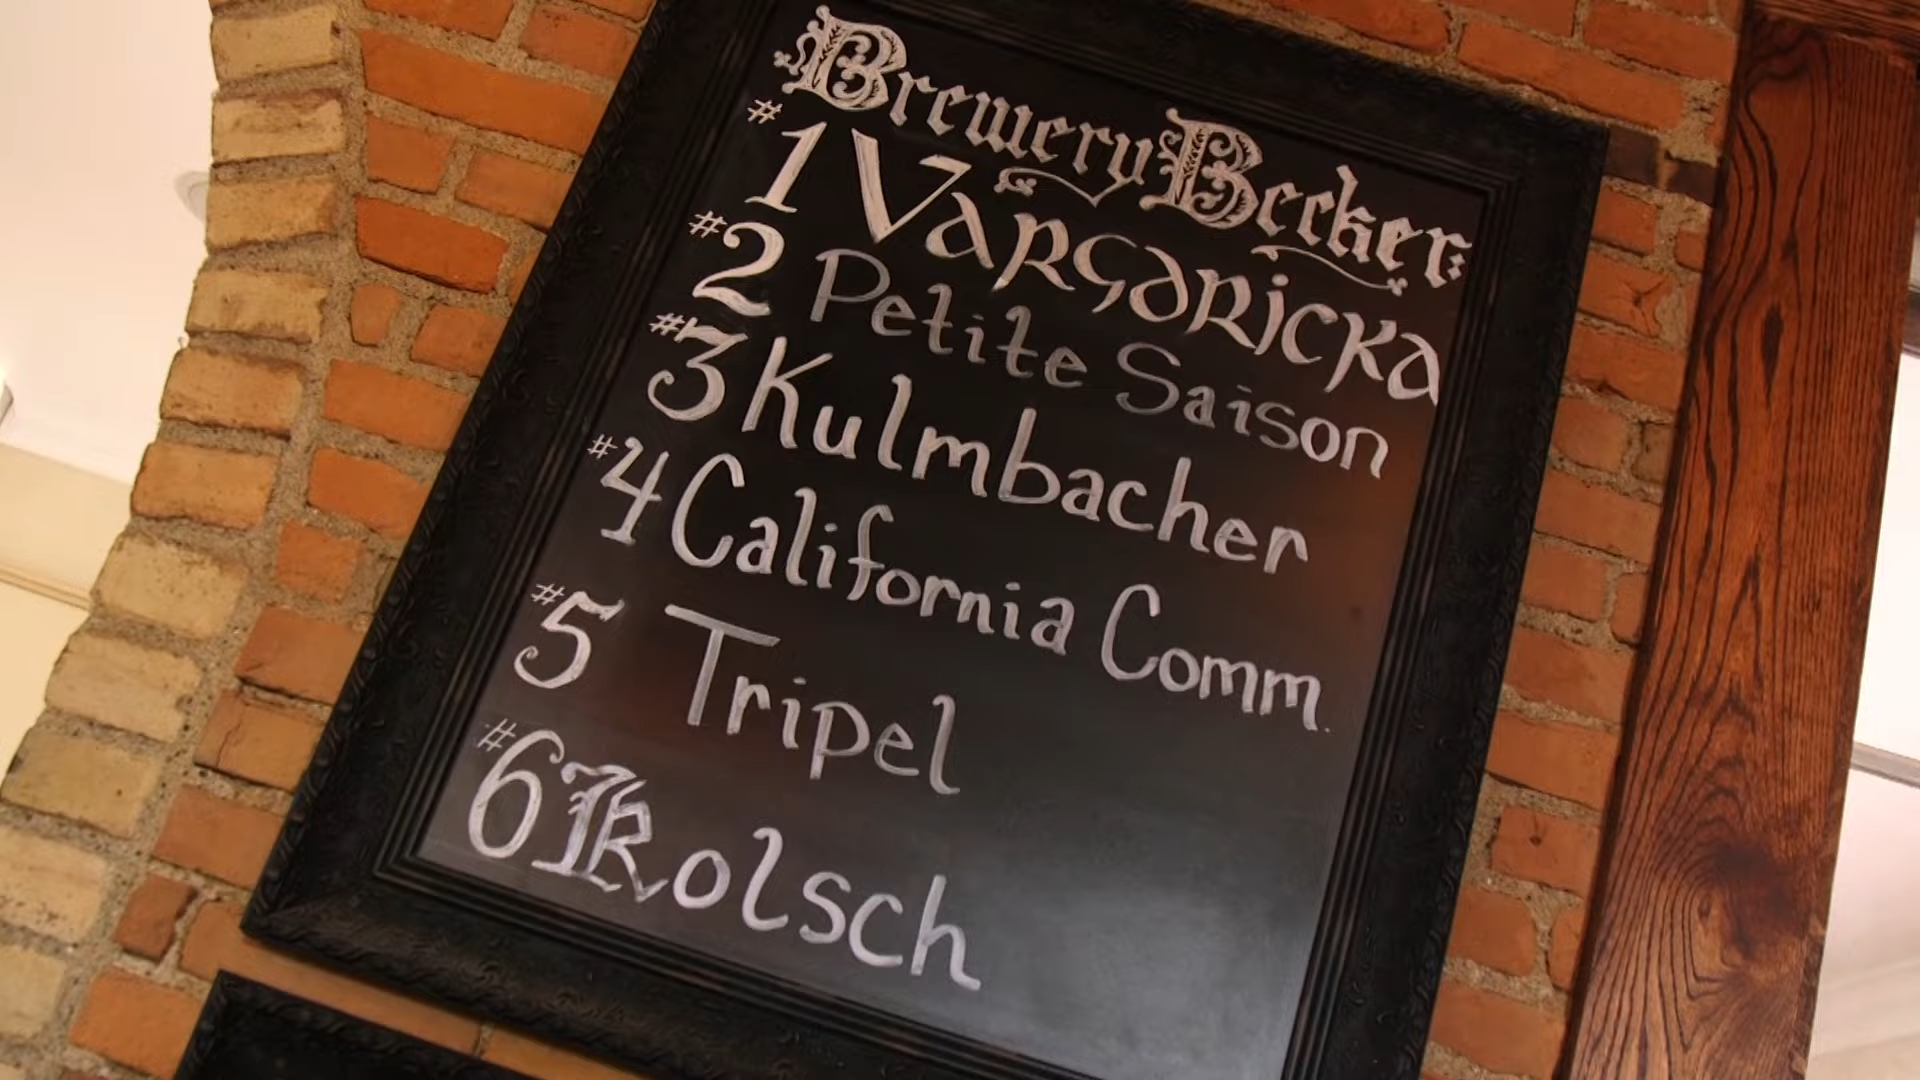 Brewery Becker:
#1 Vargdricka
#2 Petite Saison
#3 Kulmbacher
#4 California Comm.
#5 Tripel
#6 Kolsch